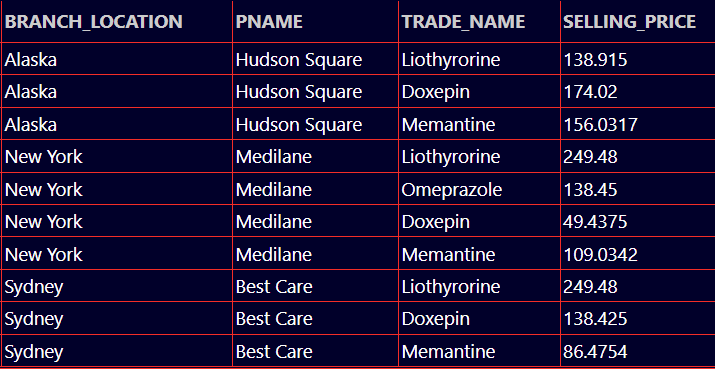 BRANCH_LOCATION PNAME TRADE_NAME SELLING_PRICE
Alaska Hudson Square Liothyrorine 138.915
Alaska Hudson Square Doxepin 174.02
Alaska Hudson Square Memantine 156.0317
New York Medilane Liothyrorine 249.48
New York Medilane Omeprazole 138.45
New York Medilane Doxepin 49.4375
New York Medilane Memantine 109.0342
Sydney Best Care Liothyrorine 249.48
Sydney Best Care Doxepin 138.425
Sydney Best Care Memantine 86.4754